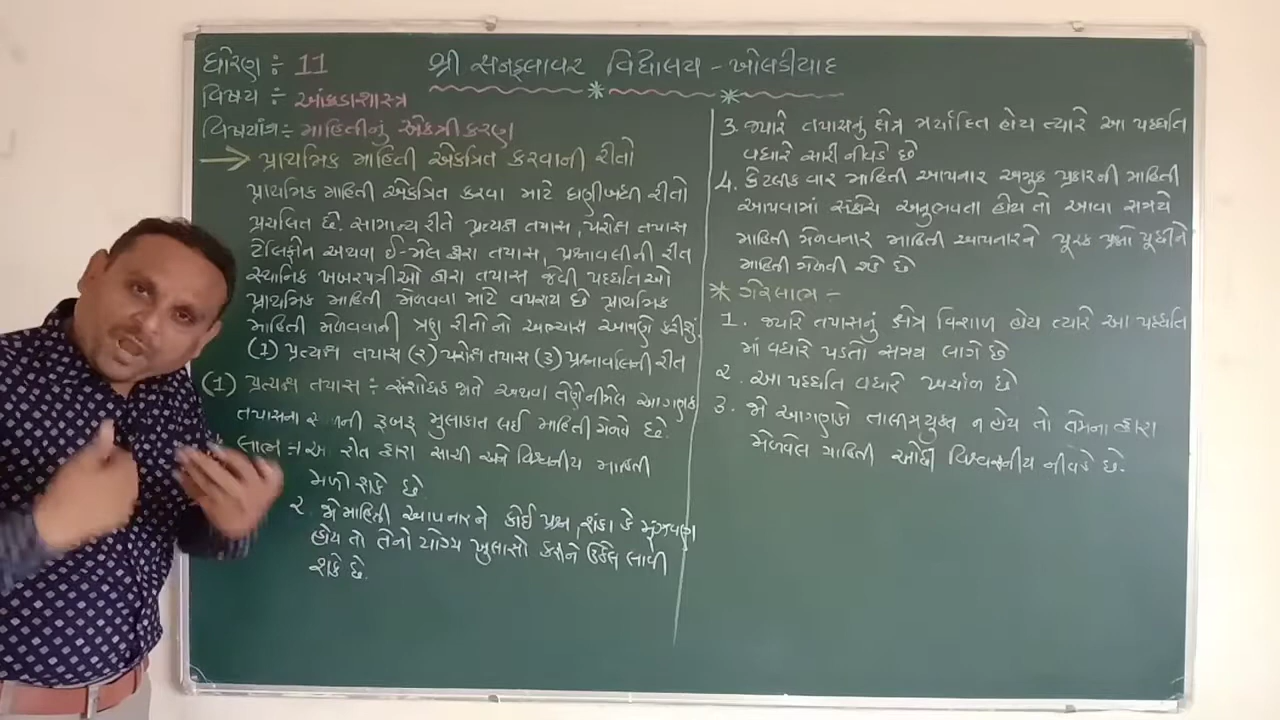 ધોરણ ÷ 11
શ્રી સનફ્લાવર વિદ્યાલય - ખોલડીયાદ
વિષય ÷ આંકડાશાસ્ત્ર
વિષયાંગ ÷ માહિતીનું એકત્રીકરણ
→ પ્રાથમિક માહિતી એકત્રિત કરવાની રીતો
પ્રાથમિક માહિતી એકત્રિત કરવા માટે ઘણીબધી રીતો
પ્રચલિત છે. સામાન્ય રીતે પ્રત્યક્ષ તપાસ, પરોક્ષ તપાસ
ટેલિફોન અથવા ઈ-મેલ દ્વારા તપાસ, પ્રશ્નાવલીની રીત
સ્થાનિક ખબરપત્રીઓ દ્વારા તપાસ જેવી પદ્ધતિઓ
પ્રાથમિક માહિતી મેળવવા માટે વપરાય છે પ્રાથમિક
માહિતી મેળવવાની ત્રણ રીતોનો અભ્યાસ આપણે કરીશું.
(1) પ્રત્યક્ષ તપાસ (૨) પરોક્ષ તપાસ (૩) પ્રશ્નાવલિની રીત
(1) પ્રત્યક્ષ તપાસ ÷ સંશોધક જાતે અથવા તેણે નીમેલ આગણક
તપાસના ની રૂબરૂ મુલાકાત લઈ માહિતી મેળવે છે.
* લાભ ÷ 1 આ રીત દ્વારા સાચી અને વિશ્વનીય માહિતી
મળી શકે છે
૨. જો માહિતી આપનારને કોઈ પ્રશ્ન, શંકા કે મૂંઝવણ
હોય તો તેનો યોગ્ય ખુલાસો કરીને ઉકેલ લાવી
શકે છે.
3. જ્યારે તપાસનું ક્ષેત્ર મર્યાદિત હોય ત્યારે આ પદ્ધતિ
વધારે સારી નીવડે છે
4. કેટલીક વાર માહિતી આપનાર અમુક પ્રકારની માહિતી
આપવામાં સંકોચ અનુભવતા હોય તો આવા સમયે
માહિતી મેળવનાર માહિતી આપનારને પૂરક પ્રશ્નો પૂછીને
માહિતી મેળવી શકે છે
* ગેરલાભ -
1. જ્યારે તપાસનું ક્ષેત્ર વિશાળ હોય ત્યારે આ પદ્ધતિ
માં વધારે પડતો સમય લાગે છે
૨. આ પદ્ધતિ વધારે ખર્ચાળ છે
3. જો આગણકો તાલીમયુક્ત ન હોય તો તેમના દ્વારા
મેળવેલ માહિતી ઓછી વિશ્વસનીય નીવડે છે.